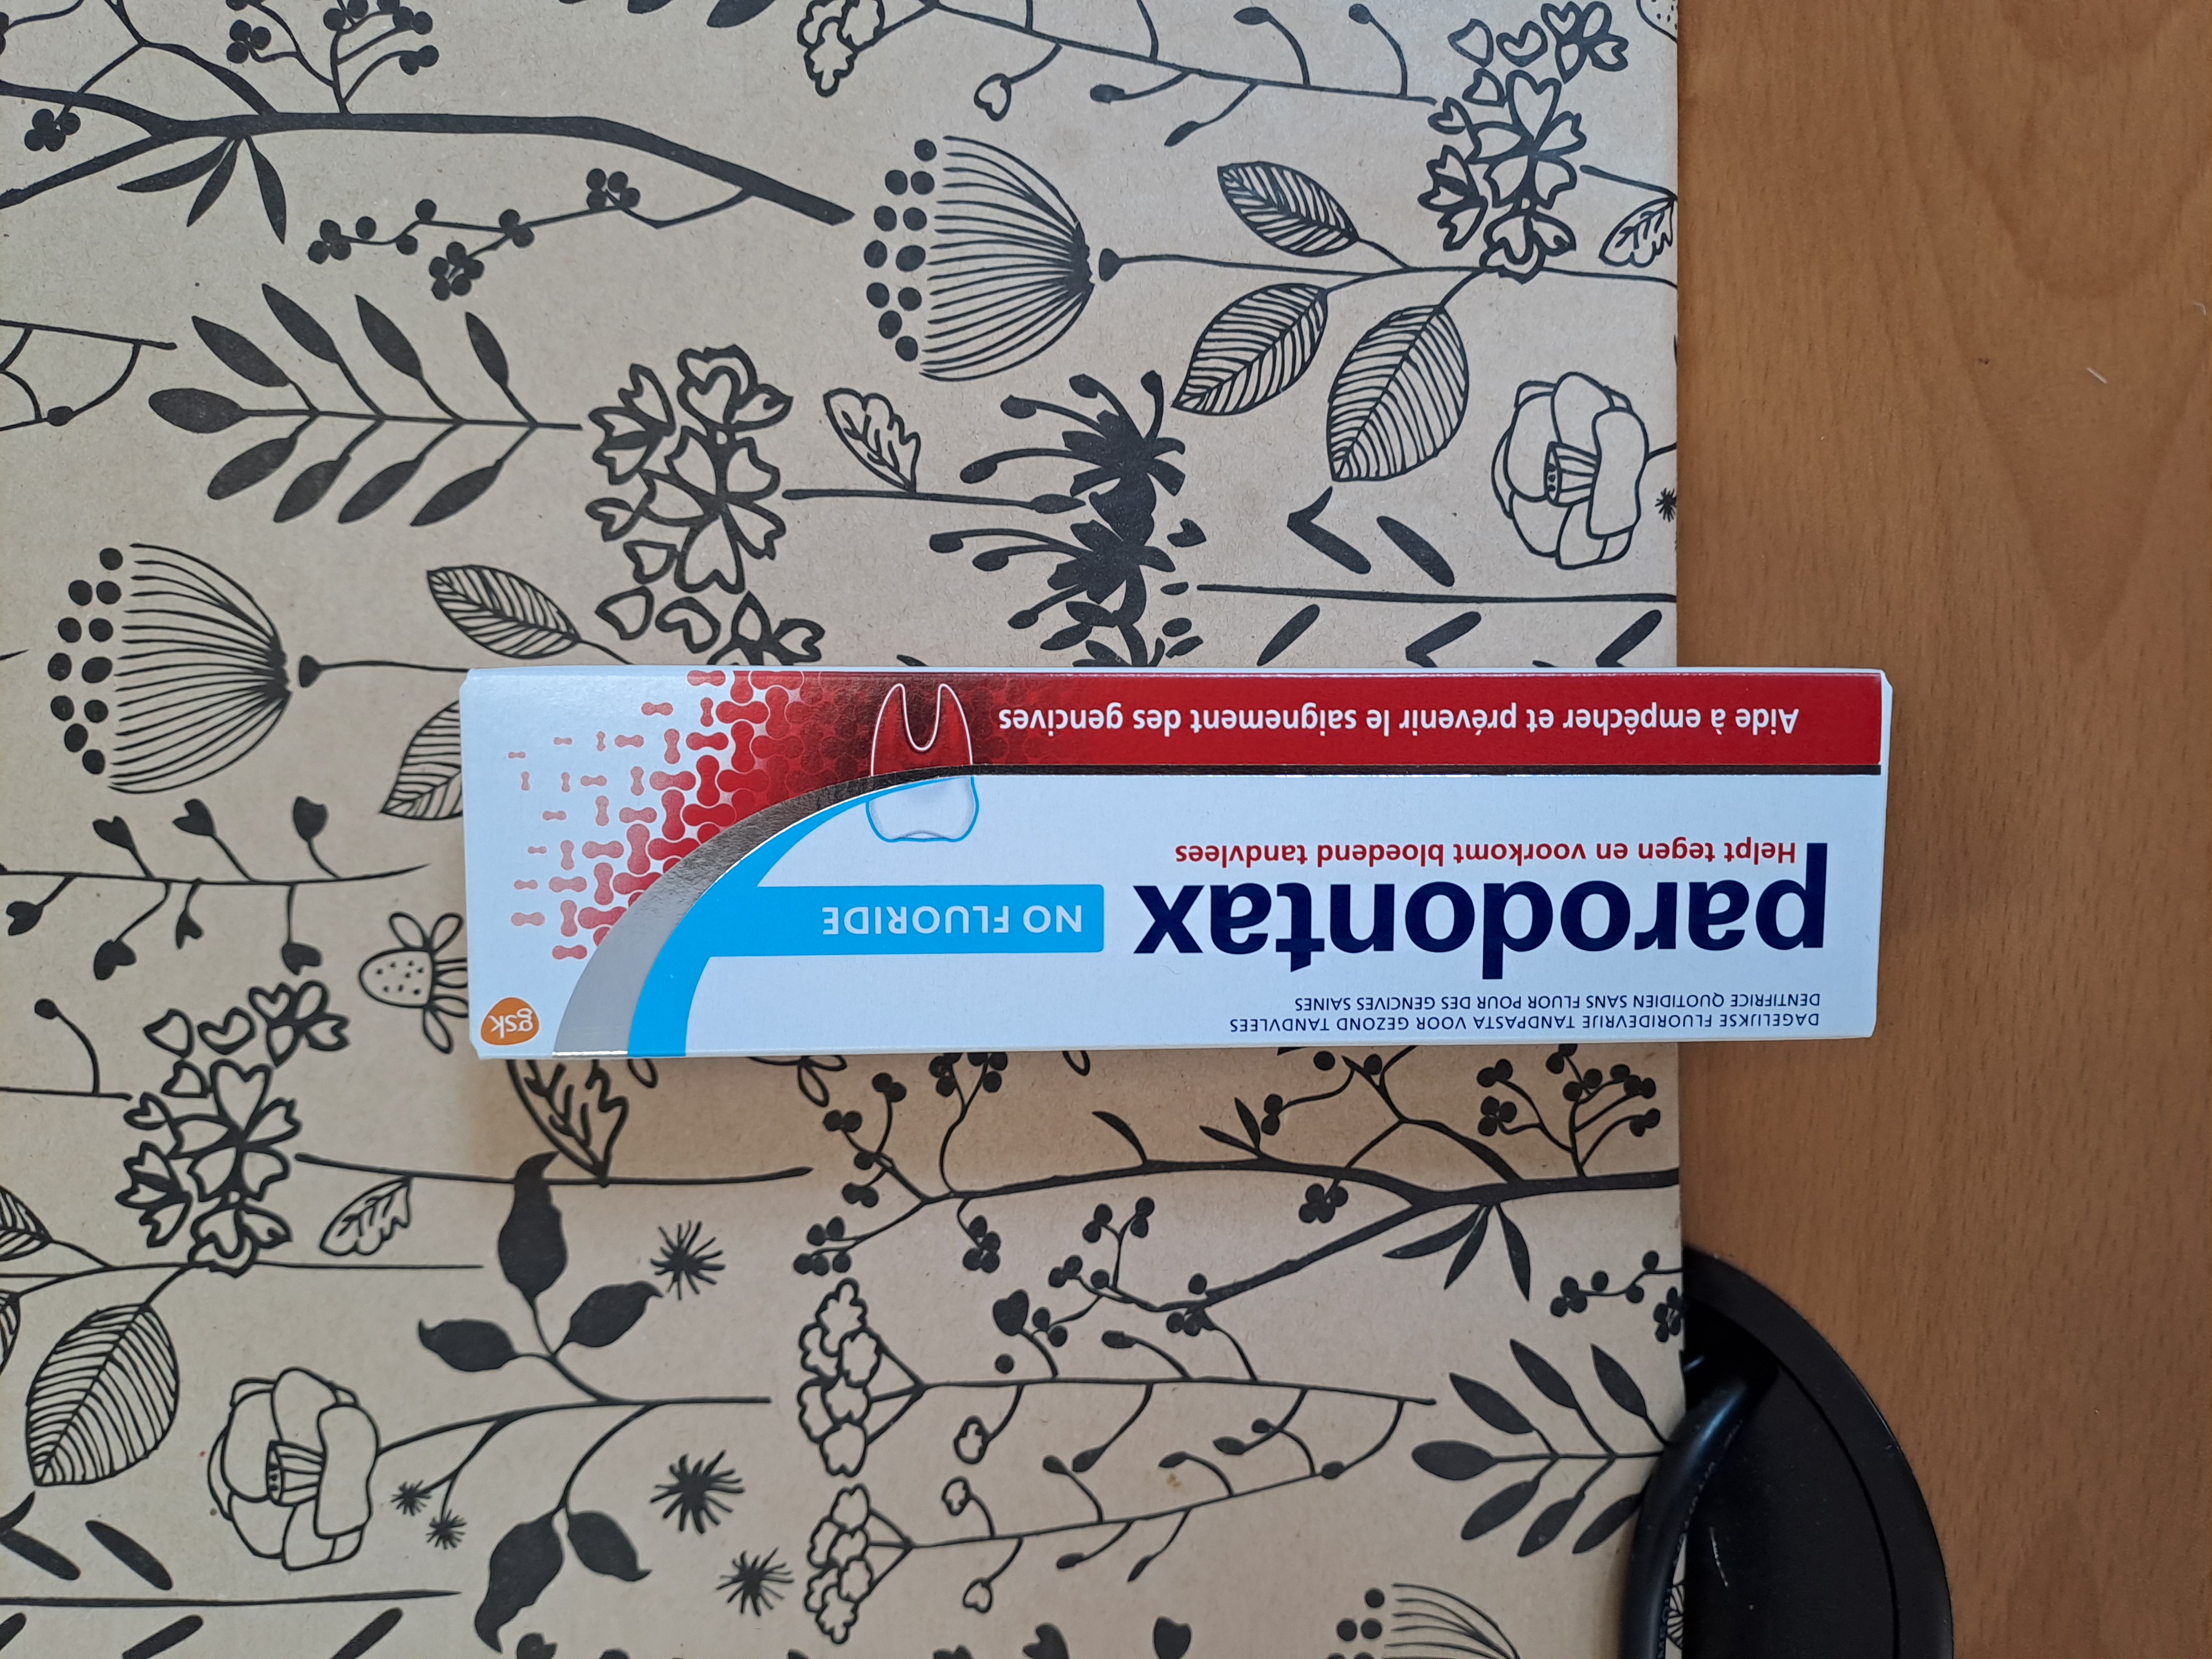 DAGELIJKSE FLUORIDEVRIJE TANDPASTA VOOR GEZOND TANDVLEES
DENTIFRICE QUOTIDIEN SANS FLUOR POUR DES GENCIVES SAINES
parodontax
NO FLUORIDE
Helpt tegen en voorkomt bloedend tandvlees
Aide à empêcher et prévenir le saignement des gencives
gsk